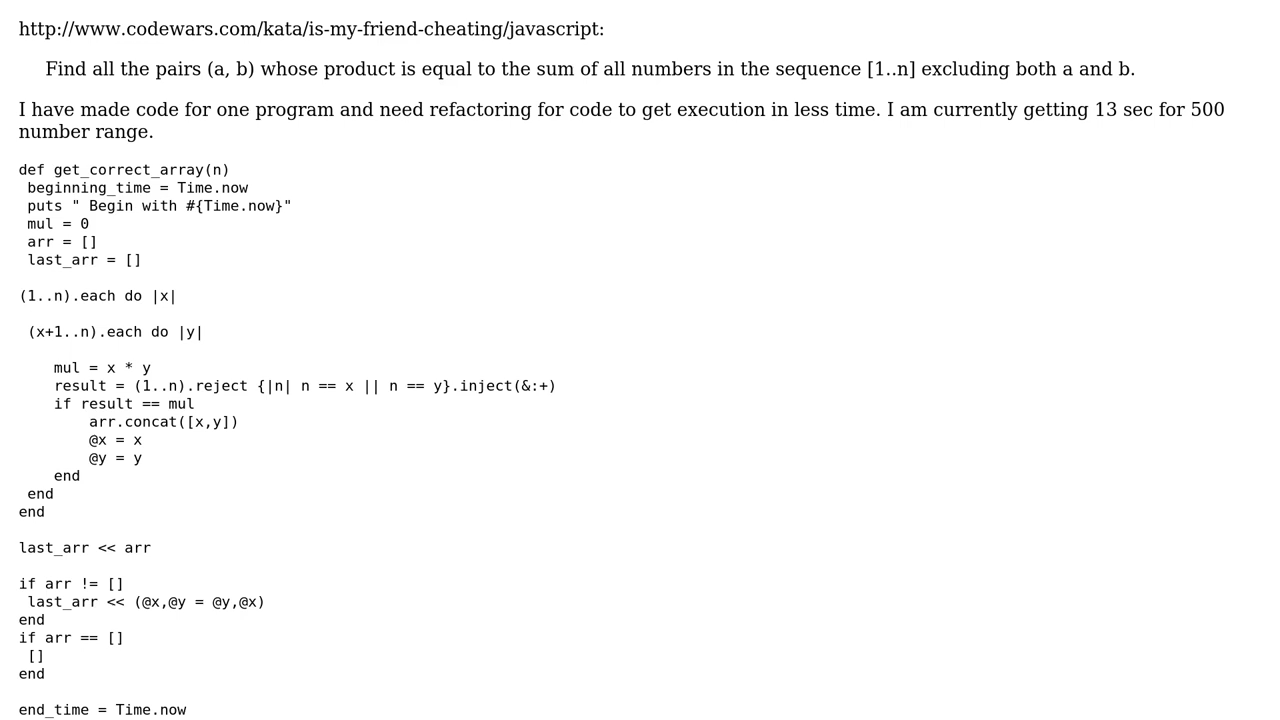 http://www.codewars.com/kata/is-my-friend-cheating/javascript:
Find all the pairs (a, b) whose product is equal to the sum of all numbers in the sequence [1..n] excluding both a and b.
I have made code for one program and need refactoring for code to get execution in less time. I am currently getting 13 sec for 500
number range.
def get_correct_array(n)
 beginning_time = Time.now
 puts " Begin with #{Time.now}"
 mul = 0
 arr = []
 last_arr = []
(1..n).each do |x|
 (x+1..n).each do |y|
    mul = x * y
    result = (1..n).reject {|n| n == x || n == y}.inject(&:+)
    if result == mul
        arr.concat([x,y])
        @x = x
        @y = y
    end
 end
end
last_arr << arr
if arr != []
 last_arr << (@x,@y = @y,@x)
end
if arr == []
 []
end
end_time = Time.now